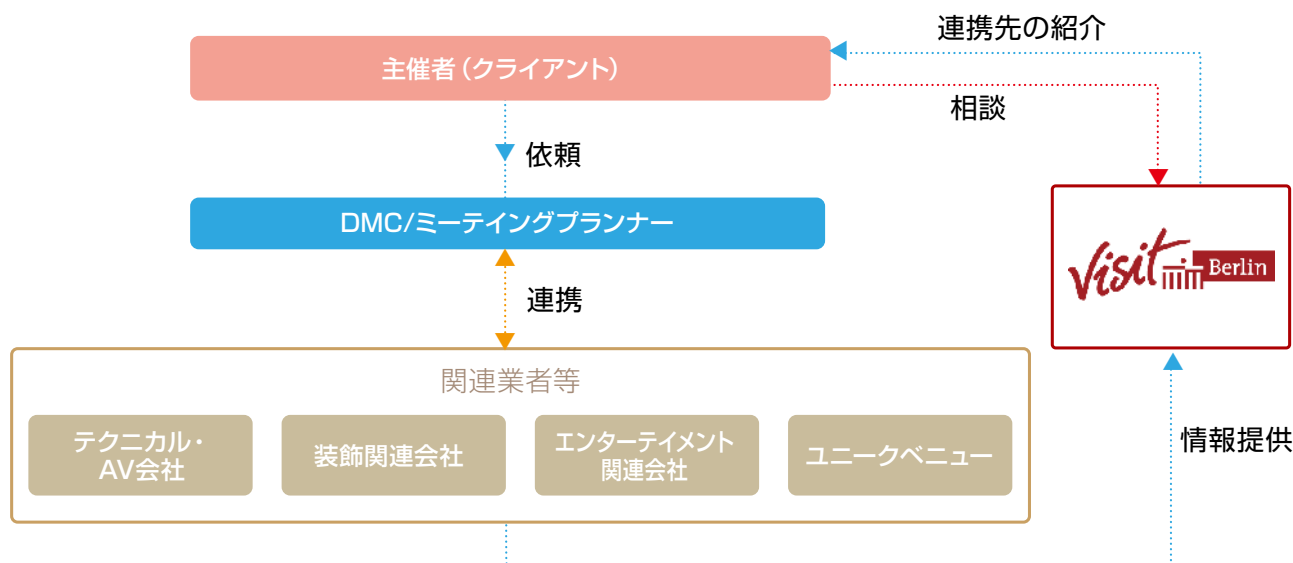 連携先の紹介
主催者（クライアント）
相談
依頼
DMC/ミーテイングプランナー
visit Berlin
連携
関連業者等
テクニカル・
AV会社
装飾関連会社
エンターテイメント
関連会社
ユニークベニュー
情報提供